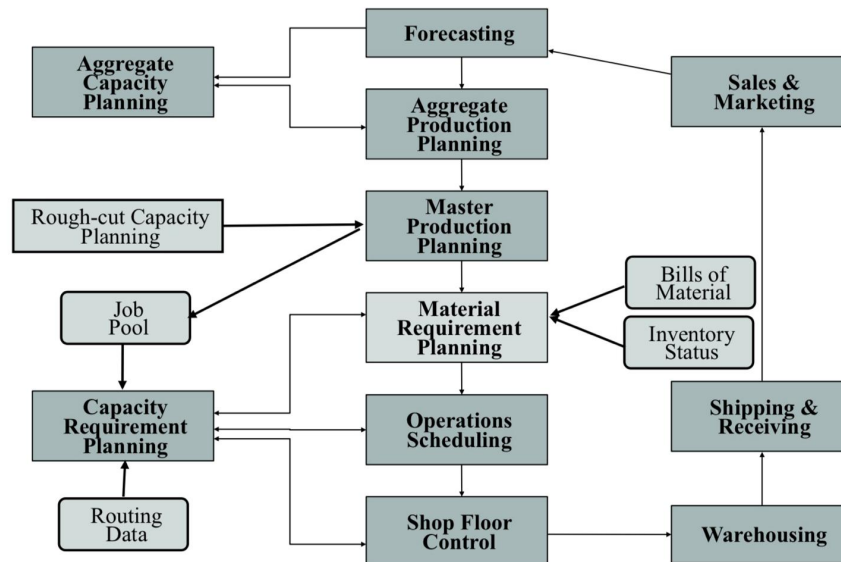 Forecasting
Aggregate
Capacity
Planning
Sales &
Marketing
Aggregate
Production
Planning
Rough-cut Capacity
Planning
Master
Production
Planning
Bills of
Material
Job
Pool
Material
Requirement
Planning
Inventory
Status
Capacity
Requirement
Planning
Operations
Scheduling
Shipping &
Receiving
Routing
Data
Shop Floor
Control
Warehousing